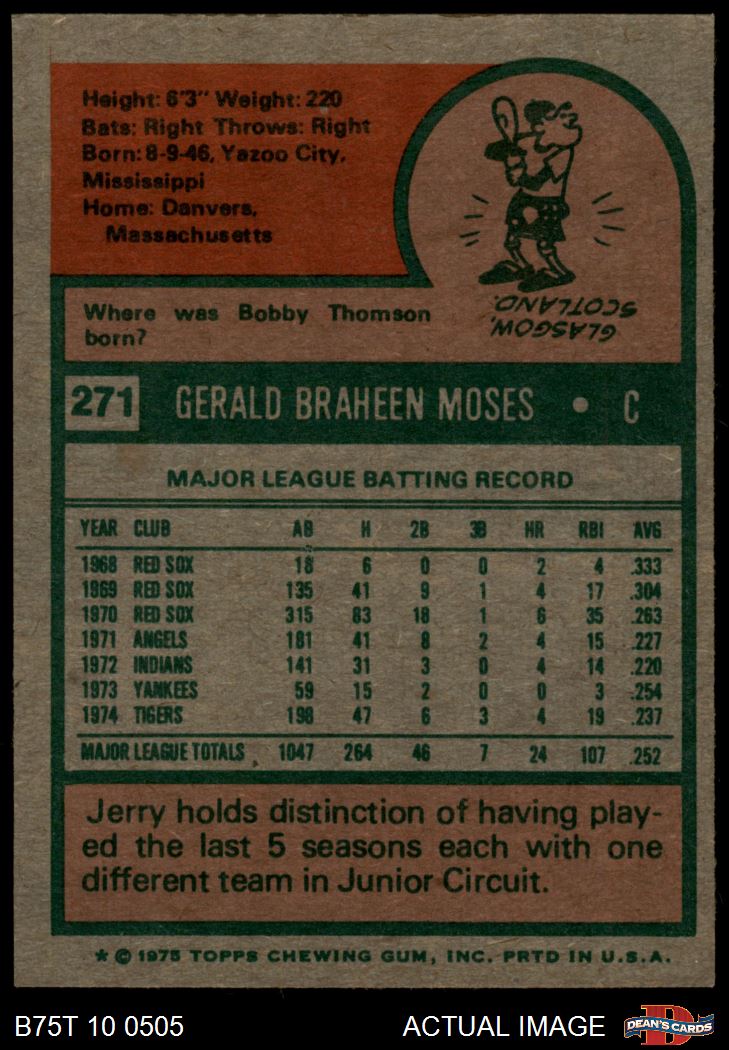 Height: 6'3" Weight: 220
Bats: Right Throws: Right
Born: 8-9-46, Yazoo City,
Mississippi
Home: Danvers,
Massachusetts
Where was Bobby Thomson
born?
GLASGOW,
SCOTLAND.
271 GERALD BRAHEEN MOSES • C
MAJOR LEAGUE BATTING RECORD
YEAR CLUB AB H 2B 3B HR RBI AVG
1968 RED SOX 18 6 0 0 2 4 .333
1969 RED SOX 135 41 9 1 4 17 .304
1970 RED SOX 315 83 18 1 6 35 .263
1971 ANGELS 181 41 8 2 4 15 .227
1972 INDIANS 141 31 3 0 4 14 .220
1973 YANKEES 59 15 2 0 0 3 .254
1974 TIGERS 198 47 6 3 4 19 .237
MAJOR LEAGUE TOTALS 1047 264 46 7 24 107 .252
Jerry holds distinction of having play-
ed the last 5 seasons each with one
different team in Junior Circuit.
* © 1975 TOPPS CHEWING GUM, INC. PRTD IN U.S.A.
B75T 10 0505 ACTUAL IMAGE D DEAN'S CARDS